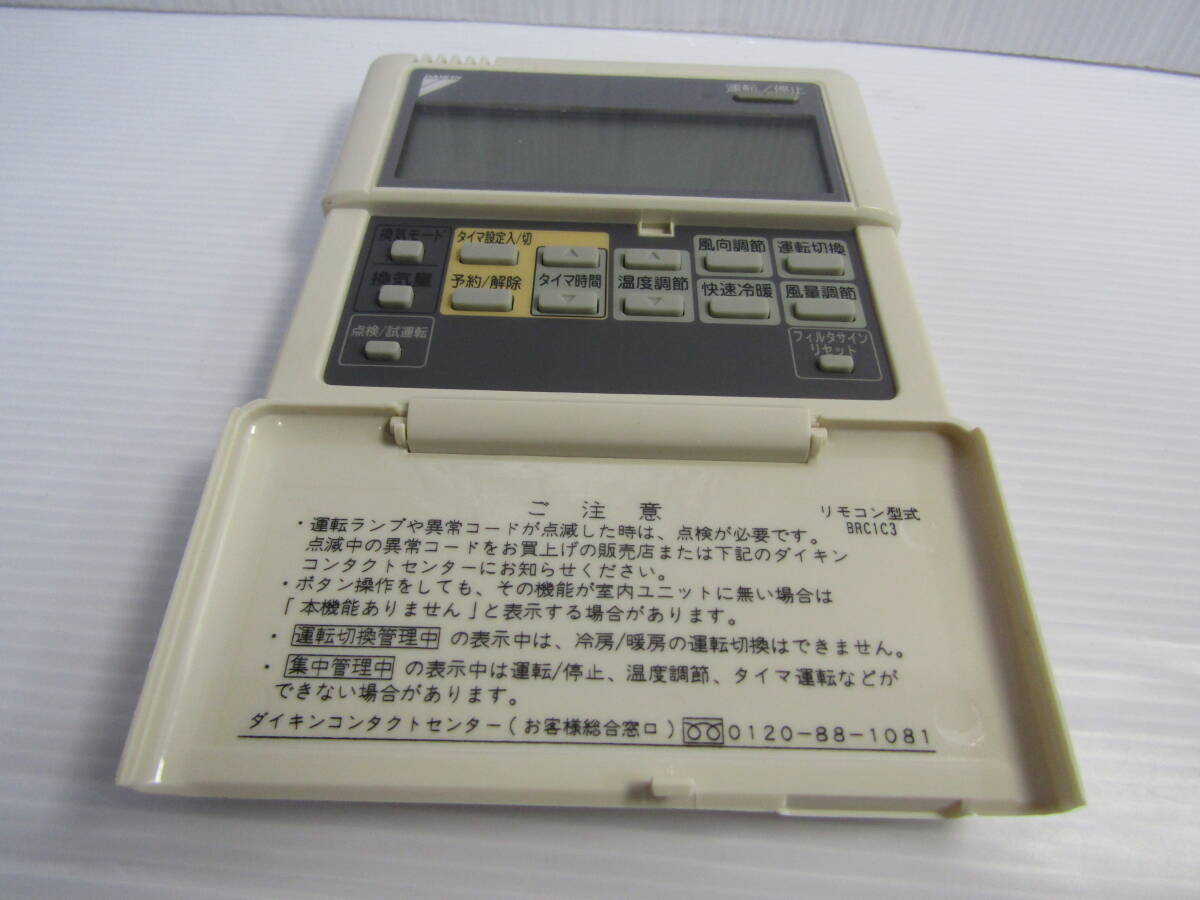 DAIKIN
運転/停止
換気モード
タイマ設定入/切
風向調節
運転切換
換気量
予約/解除
タイマ時間
温度調節
快速冷暖
風量調節
点検/試運転
フィルタサイン
リセット
ご注意
リモコン型式
BRC1C3
・運転ランプや異常コードが点滅した時は、点検が必要です。
点滅中の異常コードをお買上げの販売店または下記のダイキン
コンタクトセンターにお知らせください。
・ボタン操作をしても、その機能が室内ユニットに無い場合は
「本機能ありません」と表示する場合があります。
・運転切換管理中 の表示中は、冷房/暖房の運転切換はできません。
・集中管理中 の表示中は運転/停止、温度調節、タイマ運転などが
できない場合があります。
ダイキンコンタクトセンター(お客様総合窓口) 0120-88-1081